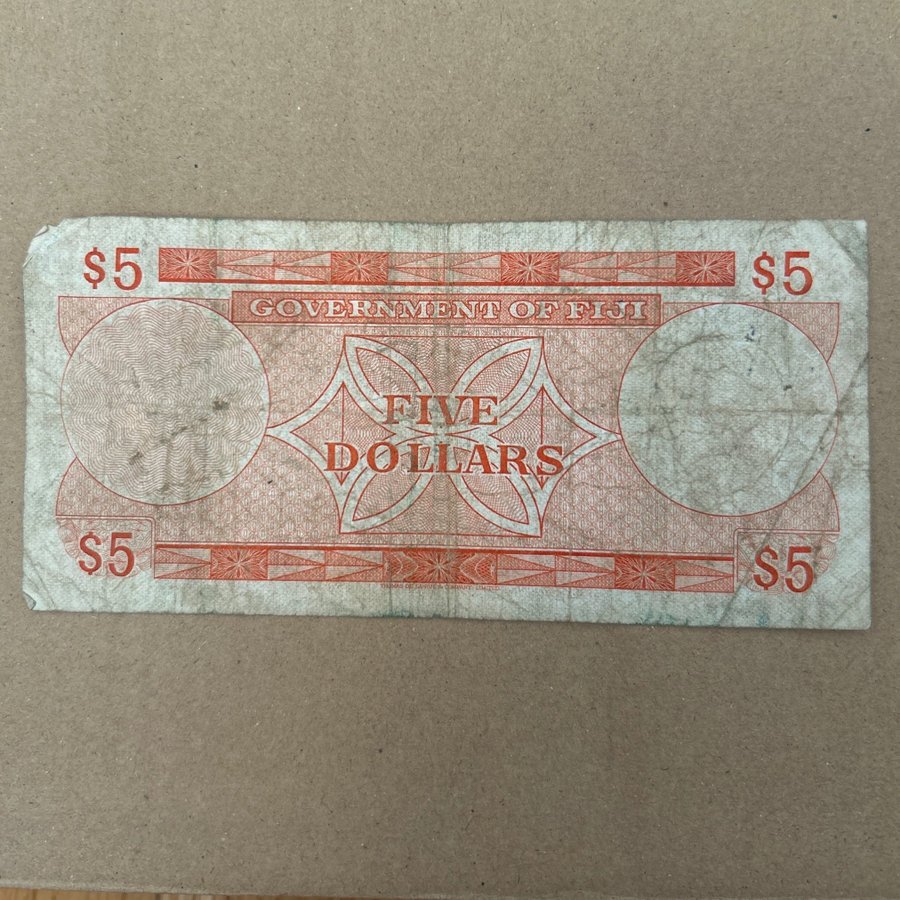 $5 $5
GOVERNMENT OF FIJI
FIVE
DOLLARS
$5 $5